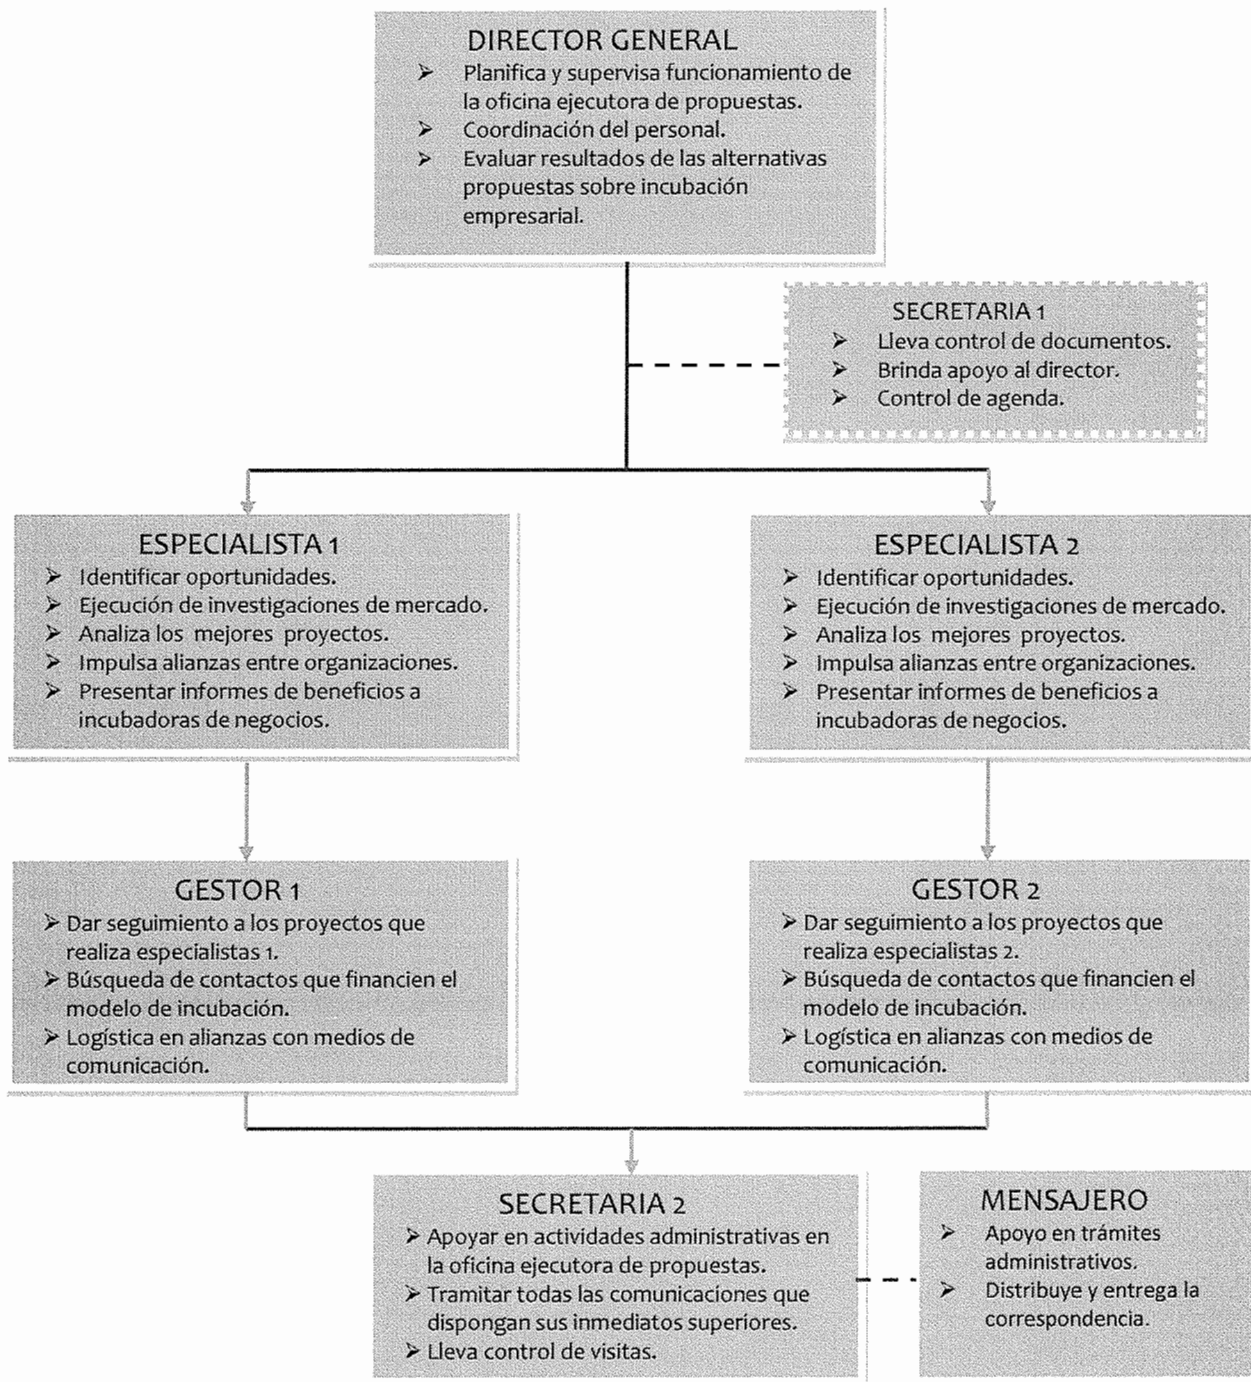 DIRECTOR GENERAL
➢ Planifica y supervisa funcionamiento de
la oficina ejecutora de propuestas.
➢ Coordinación del personal.
➢ Evaluar resultados de las alternativas
propuestas sobre incubación
empresarial.
SECRETARIA 1
➢ Lleva control de documentos.
➢ Brinda apoyo al director.
➢ Control de agenda.
ESPECIALISTA 1
➢ Identificar oportunidades.
➢ Ejecución de investigaciones de mercado.
➢ Analiza los mejores proyectos.
➢ Impulsa alianzas entre organizaciones.
➢ Presentar informes de beneficios a
incubadoras de negocios.
ESPECIALISTA 2
➢ Identificar oportunidades.
➢ Ejecución de investigaciones de mercado.
➢ Analiza los mejores proyectos.
➢ Impulsa alianzas entre organizaciones.
➢ Presentar informes de beneficios a
incubadoras de negocios.
GESTOR 1
➢ Dar seguimiento a los proyectos que
realiza especialistas 1.
➢ Búsqueda de contactos que financien el
modelo de incubación.
➢ Logística en alianzas con medios de
comunicación.
GESTOR 2
➢ Dar seguimiento a los proyectos que
realiza especialistas 2.
➢ Búsqueda de contactos que financien el
modelo de incubación.
➢ Logística en alianzas con medios de
comunicación.
SECRETARIA 2
➢ Apoyar en actividades administrativas en
la oficina ejecutora de propuestas.
➢ Tramitar todas las comunicaciones que
dispongan sus inmediatos superiores.
➢ Lleva control de visitas.
MENSAJERO
➢ Apoyo en trámites
administrativos.
➢ Distribuye y entrega la
correspondencia.